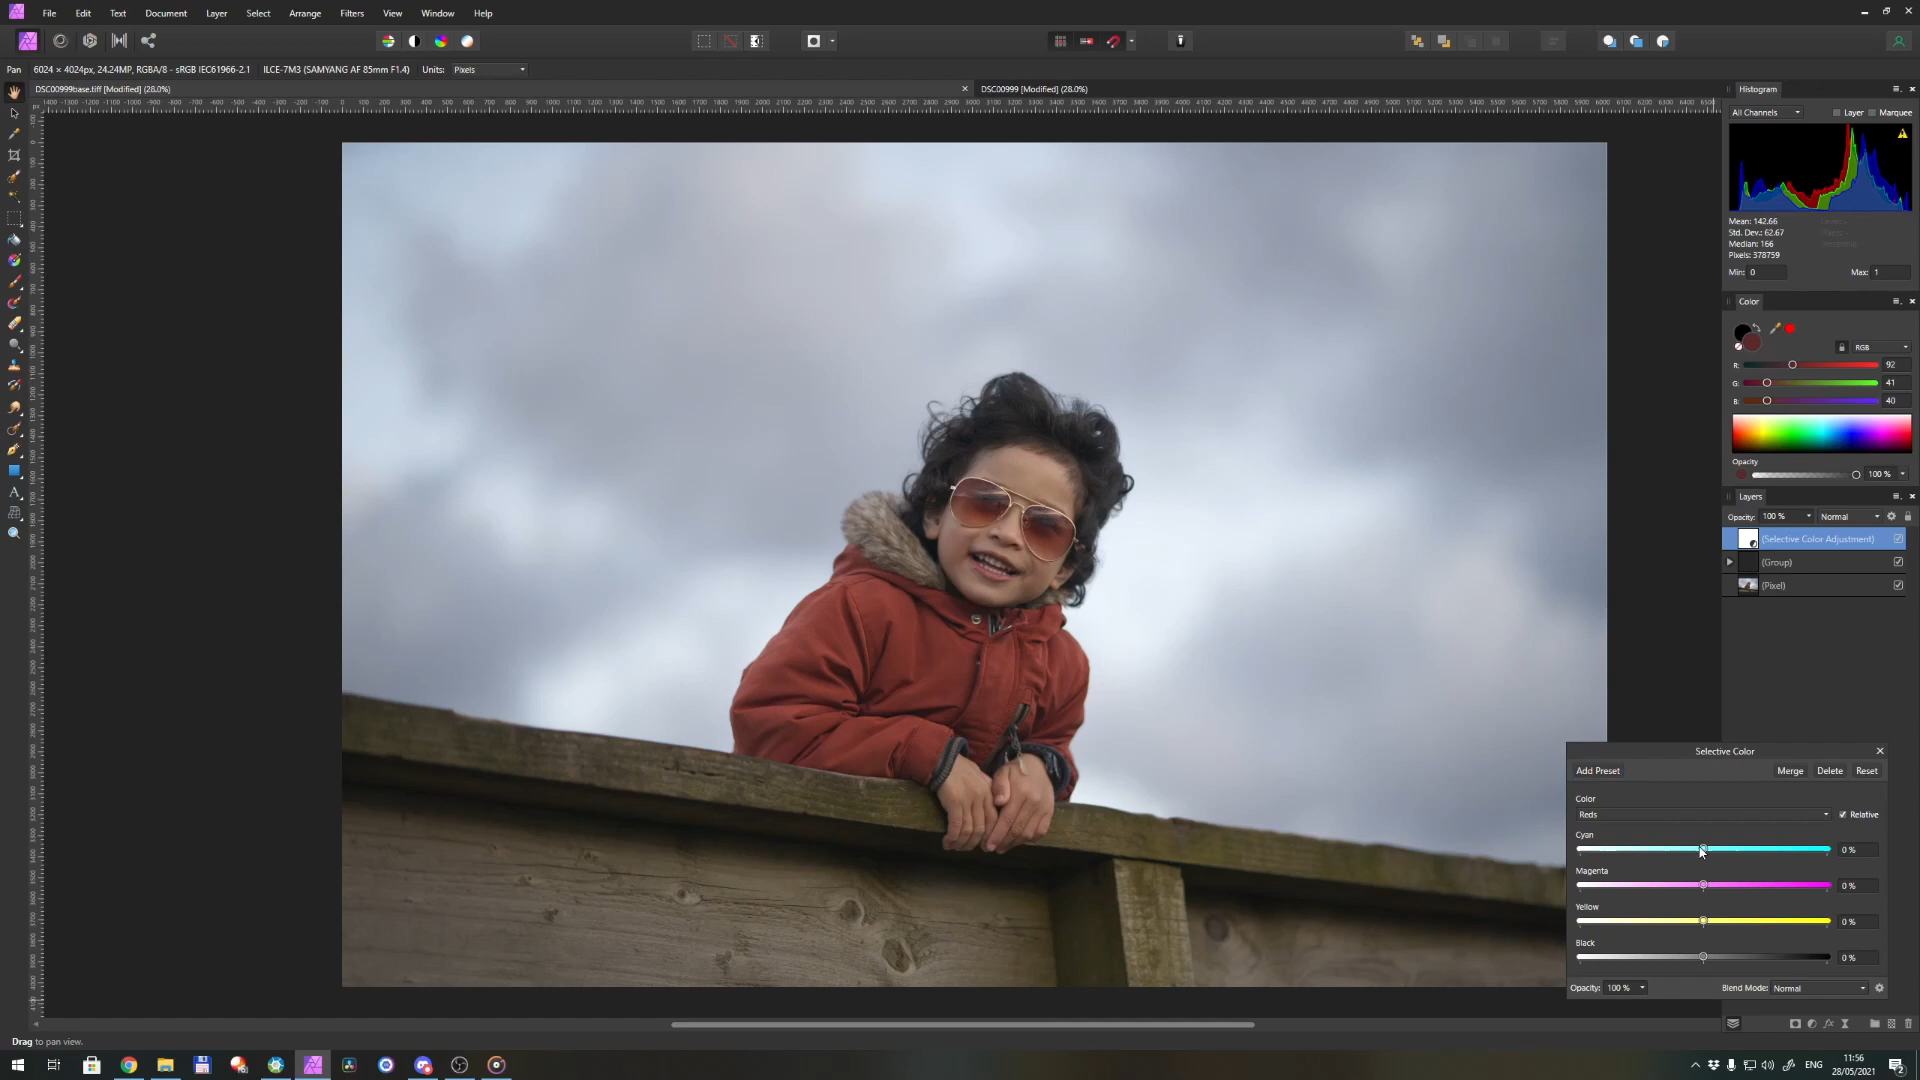 File Edit Text Document Layer Select Arrange Filters View Window Help
Pan 6024 × 4024px, 24.24MP, RGBA/8 - sRGB IEC61966-2.1 ILCE-7M3 (SAMYANG AF 85mm F1.4) Units: Pixels
DSC00999base.tiff [Modified] (28.0%)
DSC00999 [Modified] (28.0%)
Histogram
All Channels Layer Marquee
Mean: 142.66
Std. Dev.: 62.67
Median: 166
Pixels: 378759
Min: 0 Max: 1
Color
RGB
R: 92
G: 41
B: 40
Opacity
100 %
Layers
Opacity: 100 % Normal
(Selective Color Adjustment)
(Group)
(Pixel)
Selective Color
Add Preset Merge Delete Reset
Color
Reds Relative
Cyan
0 %
Magenta
0 %
Yellow
0 %
Black
0 %
Opacity: 100 % Blend Mode: Normal
Drag to pan view.
ENG
11:56
28/05/2021